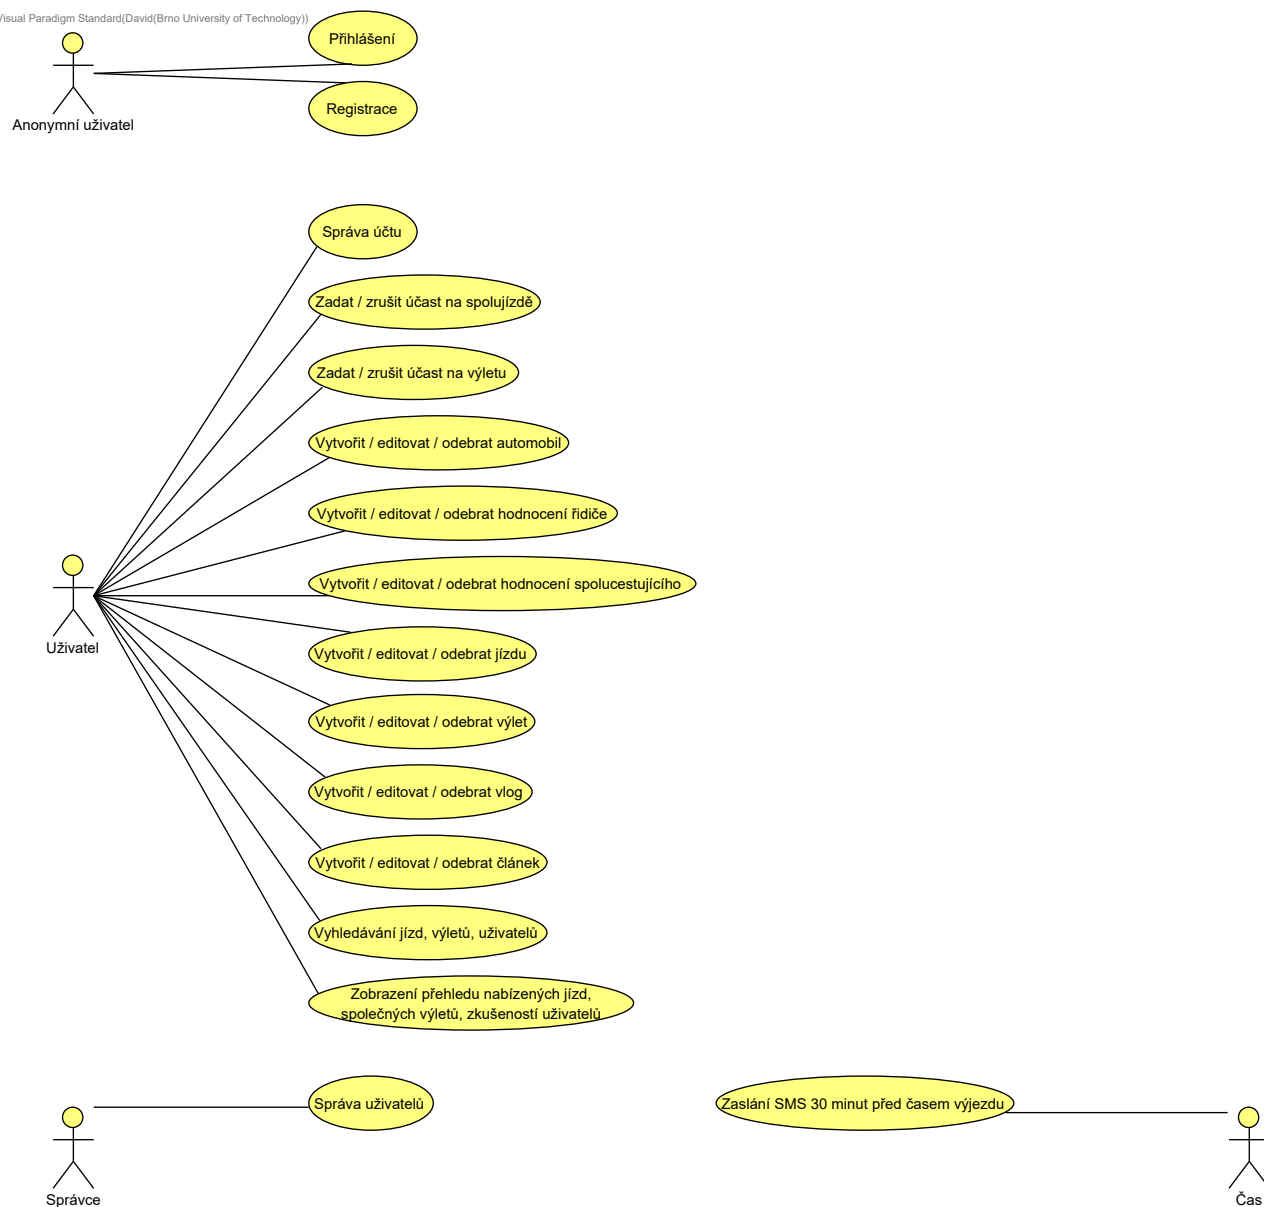 Visual Paradigm Standard(David(Brno University of Technology))
Přihlášení
Registrace
Anonymní uživatel
Správa účtu
Zadat / zrušit účast na spolujízdě
Zadat / zrušit účast na výletu
Vytvořit / editovat / odebrat automobil
Vytvořit / editovat / odebrat hodnocení řidiče
Vytvořit / editovat / odebrat hodnocení spolucestujícího
Uživatel
Vytvořit / editovat / odebrat jízdu
Vytvořit / editovat / odebrat výlet
Vytvořit / editovat / odebrat vlog
Vytvořit / editovat / odebrat článek
Vyhledávání jízd, výletů, uživatelů
Zobrazení přehledu nabízených jízd,
společných výletů, zkušeností uživatelů
Správa uživatelů
Zaslání SMS 30 minut před časem výjezdu
Správce
Čas